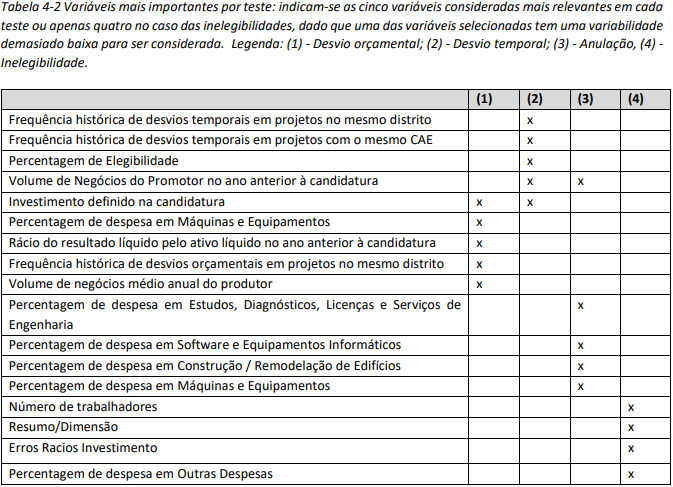 Tabela 4-2 Variáveis mais importantes por teste: indicam-se as cinco variáveis consideradas mais relevantes em cada
teste ou apenas quatro no caso das inelegibilidades, dado que uma das variáveis selecionadas tem uma variabilidade
demasiado baixa para ser considerada. Legenda: (1) - Desvio orçamental; (2) - Desvio temporal; (3) - Anulação, (4) -
Inelegibilidade.
(1) (2) (3) (4)
Frequência histórica de desvios temporais em projetos no mesmo distrito x
Frequência histórica de desvios temporais em projetos com o mesmo CAE x
Percentagem de Elegibilidade x
Volume de Negócios do Promotor no ano anterior à candidatura x x
Investimento definido na candidatura x x
Percentagem de despesa em Máquinas e Equipamentos x
Rácio do resultado líquido pelo ativo líquido no ano anterior à candidatura x
Frequência histórica de desvios orçamentais em projetos no mesmo distrito x
Volume de negócios médio anual do produtor x
Percentagem de despesa em Estudos, Diagnósticos, Licenças e Serviços de x
Engenharia
Percentagem de despesa em Software e Equipamentos Informáticos x
Percentagem de despesa em Construção / Remodelação de Edifícios x
Percentagem de despesa em Máquinas e Equipamentos x
Número de trabalhadores x
Resumo/Dimensão x
Erros Racios Investimento x
Percentagem de despesa em Outras Despesas x